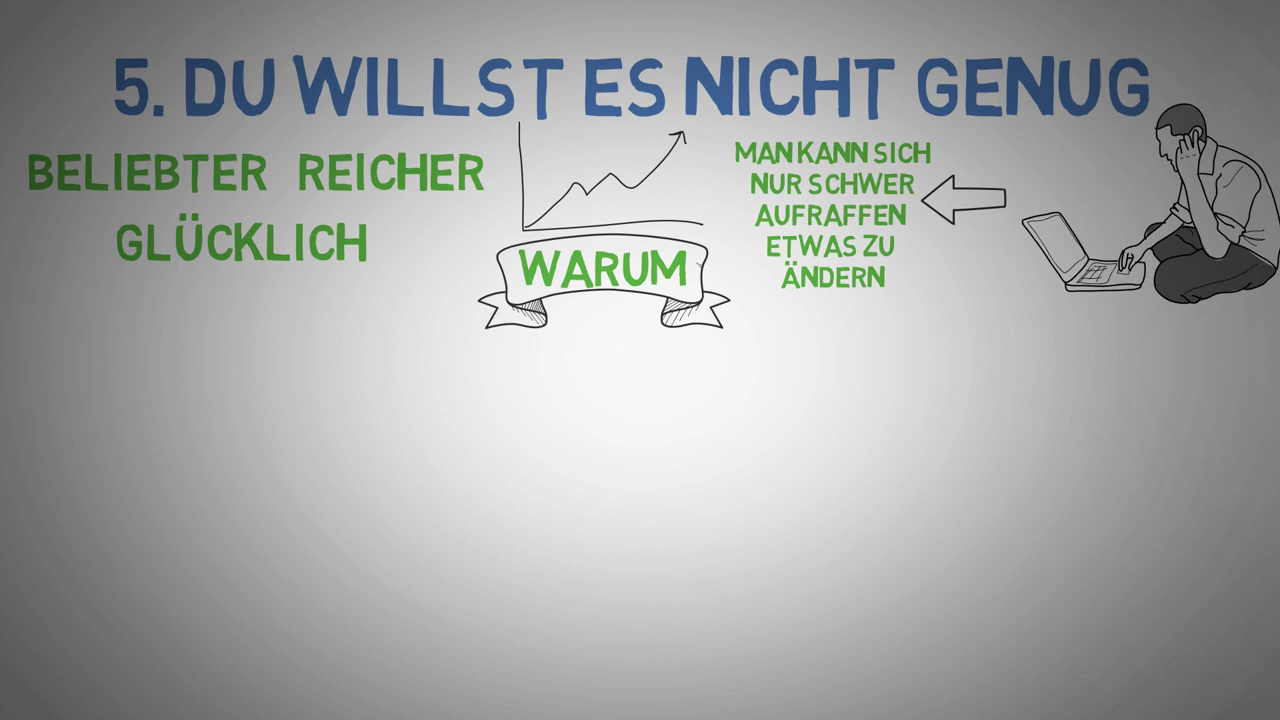 5. DU WILLST ES NICHT GENUG
BELIEBTER REICHER
GLÜCKLICH
WARUM
MAN KANN SICH
NUR SCHWER
AUFRAFFEN
ETWAS ZU
ÄNDERN